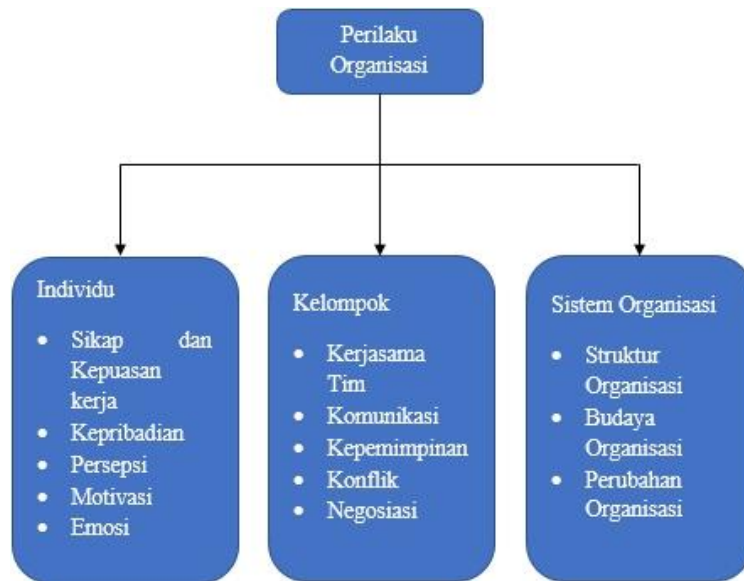 Perilaku
Organisasi
Individu
• Sikap dan
Kepuasan
kerja
• Kepribadian
• Persepsi
• Motivasi
• Emosi
Kelompok
• Kerjasama
Tim
• Komunikasi
• Kepemimpinan
• Konflik
• Negosiasi
Sistem Organisasi
• Struktur
Organisasi
• Budaya
Organisasi
• Perubahan
Organisasi